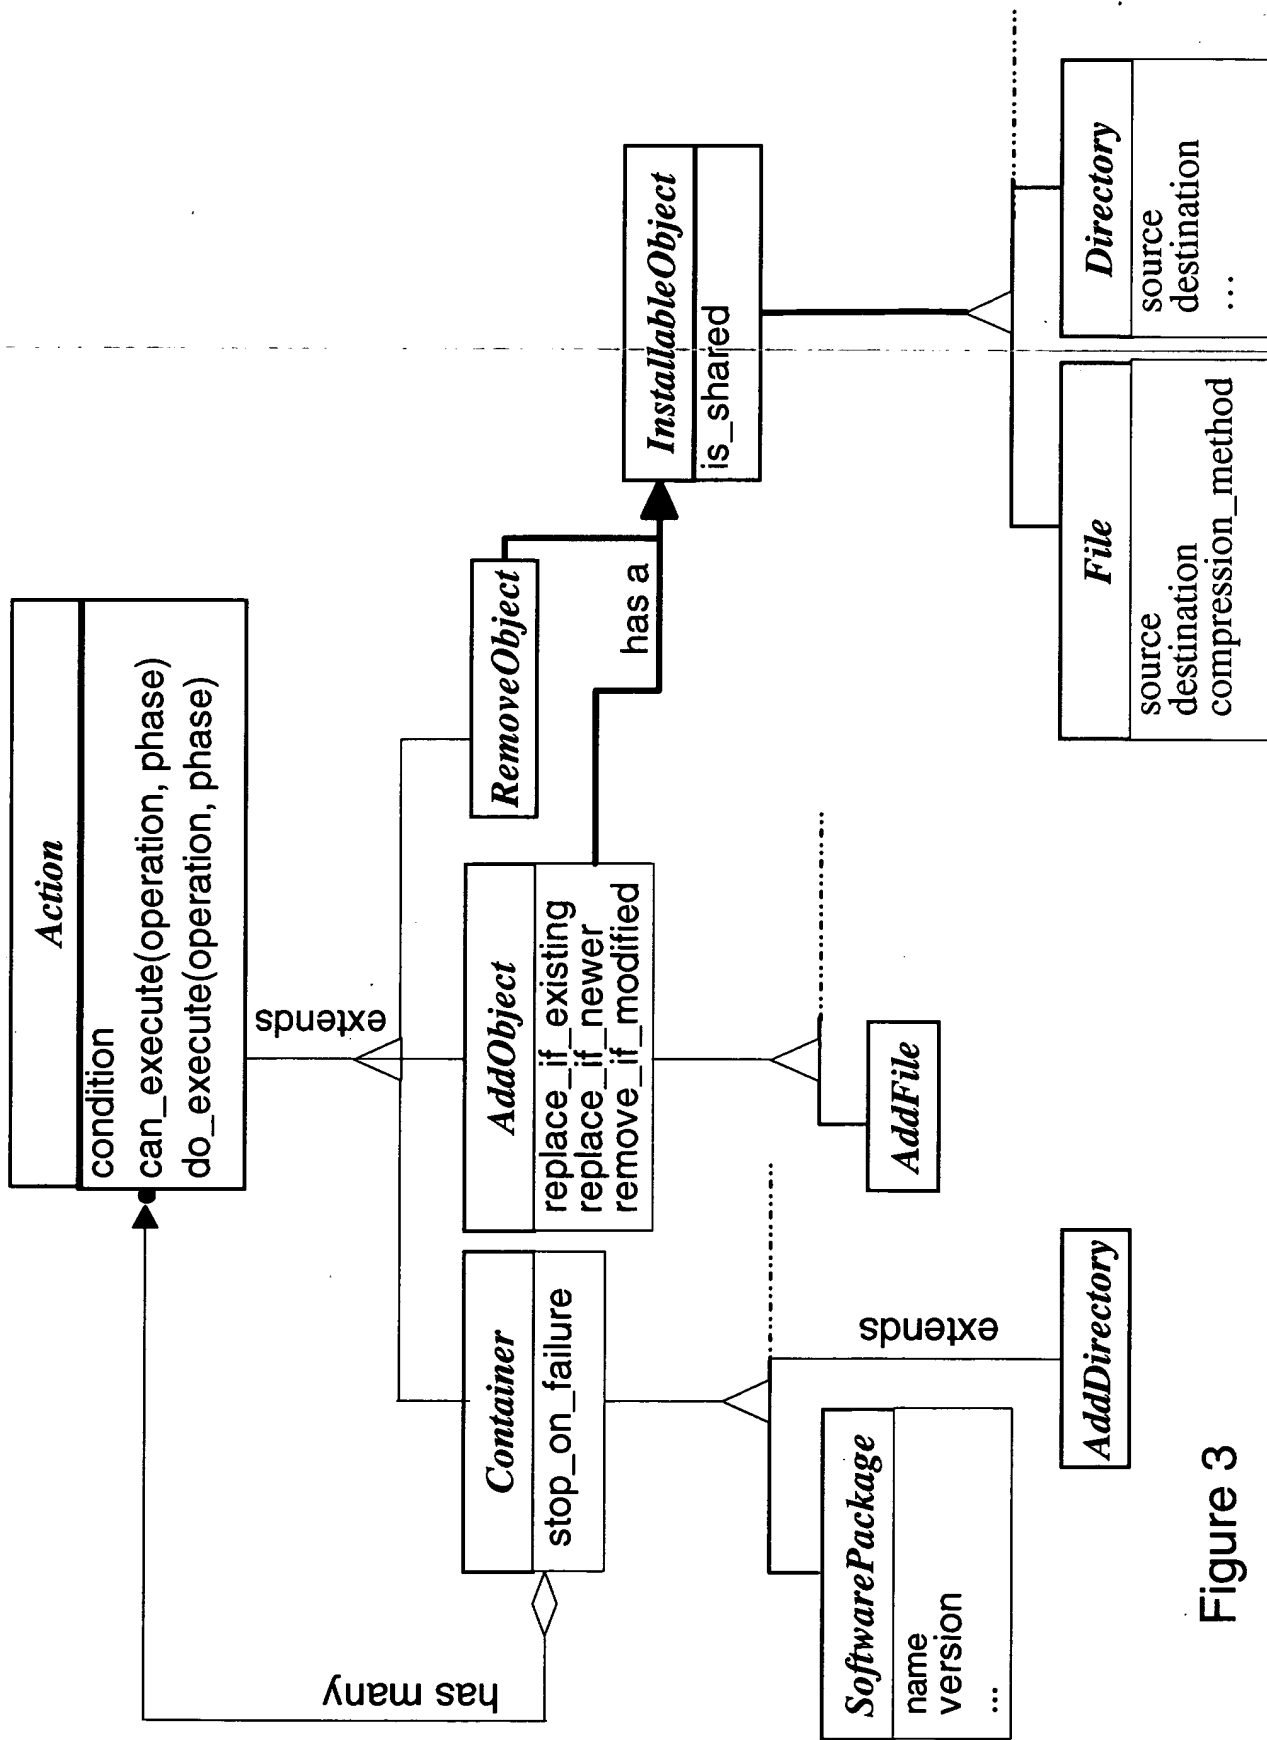 Action
condition
can_execute(operation, phase)
do_execute(operation, phase)
has many
extends
Container
stop_on_failure
AddObject
replace_if_existing
replace_if_newer
remove_if_modified
RemoveObject
has a
InstallableObject
is_shared
SoftwarePackage
name
version
...
extends
AddDirectory
AddFile
File
source
destination
compression_method
Directory
source
destination
...
Figure 3